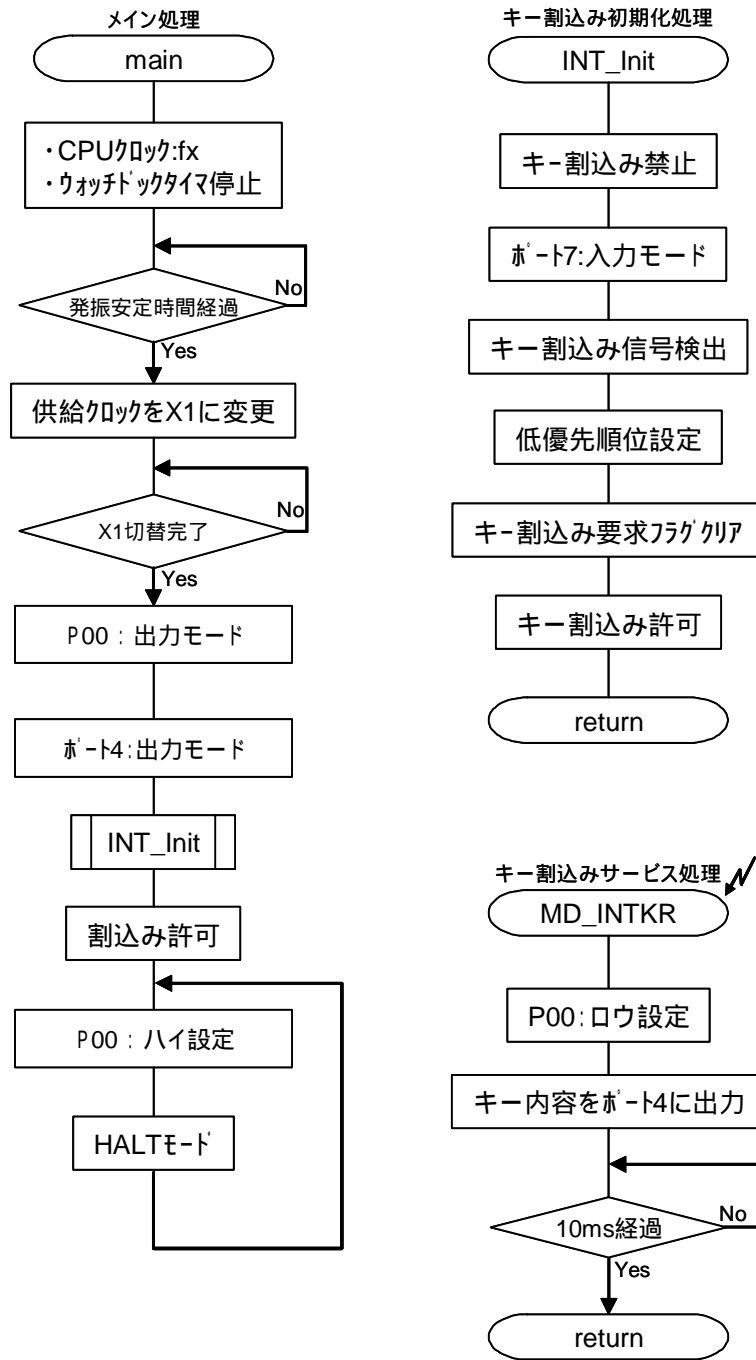 メイン処理
main
・CPUｸﾛｯｸ:fx
・ｳｫｯﾁﾄﾞｯｸﾀｲﾏ停止
No
発振安定時間経過
Yes
供給ｸﾛｯｸをX1に変更
No
X1切替完了
Yes
P00：出力モード
ﾎﾟｰﾄ4:出力モード
INT_Init
割込み許可
P00：ハイ設定
HALTﾓｰﾄﾞ
キー割込み初期化処理
INT_Init
キー割込み禁止
ﾎﾟｰﾄ7:入力モード
キー割込み信号検出
低優先順位設定
キー割込み要求ﾌﾗｸﾞｸﾘｱ
キー割込み許可
return
キー割込みサービス処理
MD_INTKR
P00:ロウ設定
キー内容をﾎﾟｰﾄ4に出力
No
10ms経過
Yes
return